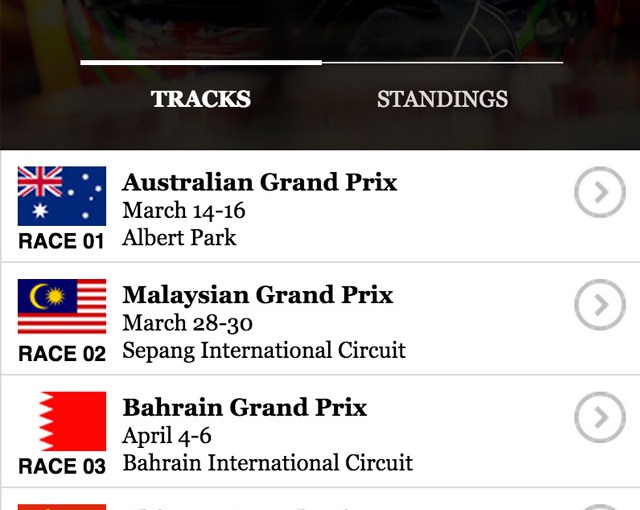 TRACKS
STANDINGS
Australian Grand Prix
March 14-16
Albert Park
RACE 01
Malaysian Grand Prix
March 28-30
Sepang International Circuit
RACE 02
Bahrain Grand Prix
April 4-6
Bahrain International Circuit
RACE 03